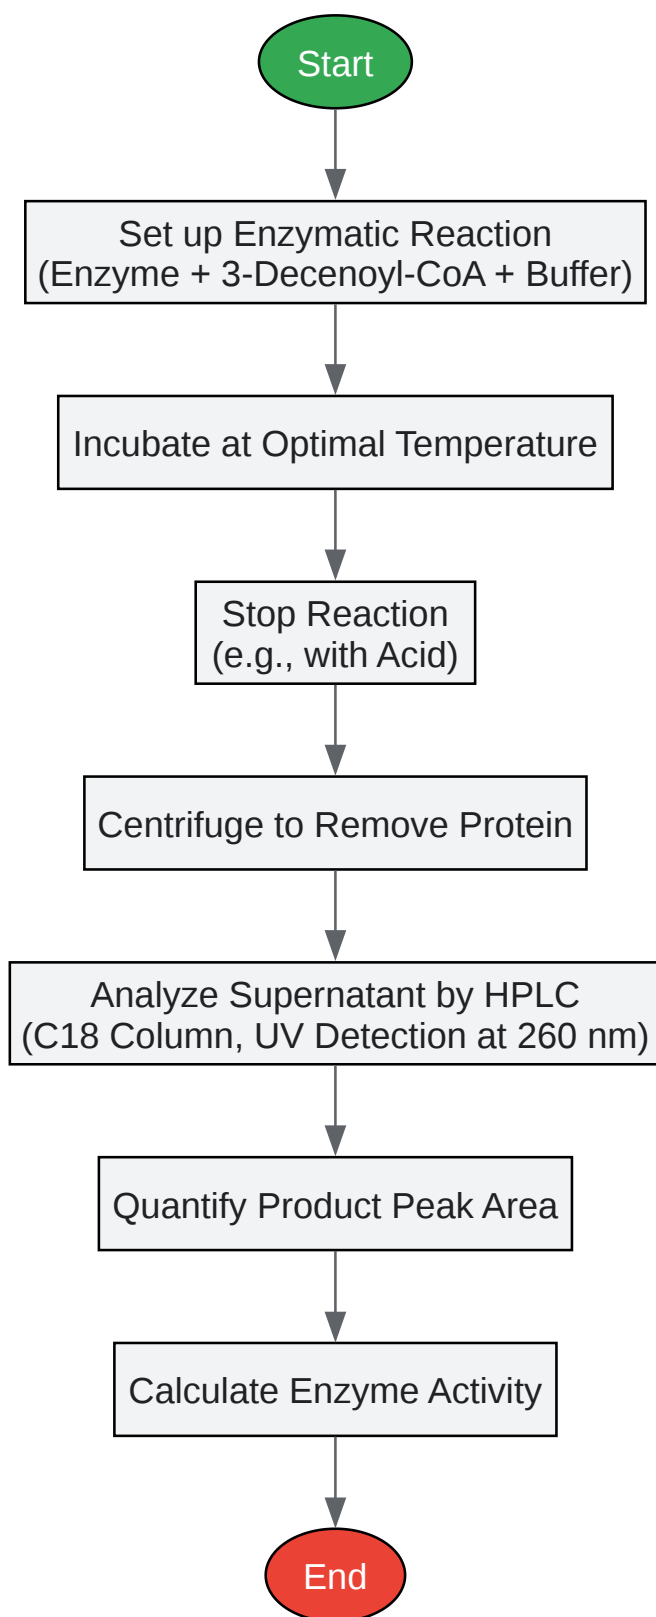 Start
Set up Enzymatic Reaction
(Enzyme + 3-Decenoyl-CoA + Buffer)
Incubate at Optimal Temperature
Stop Reaction
(e.g., with Acid)
Centrifuge to Remove Protein
Analyze Supernatant by HPLC
(C18 Column, UV Detection at 260 nm)
Quantify Product Peak Area
Calculate Enzyme Activity
End